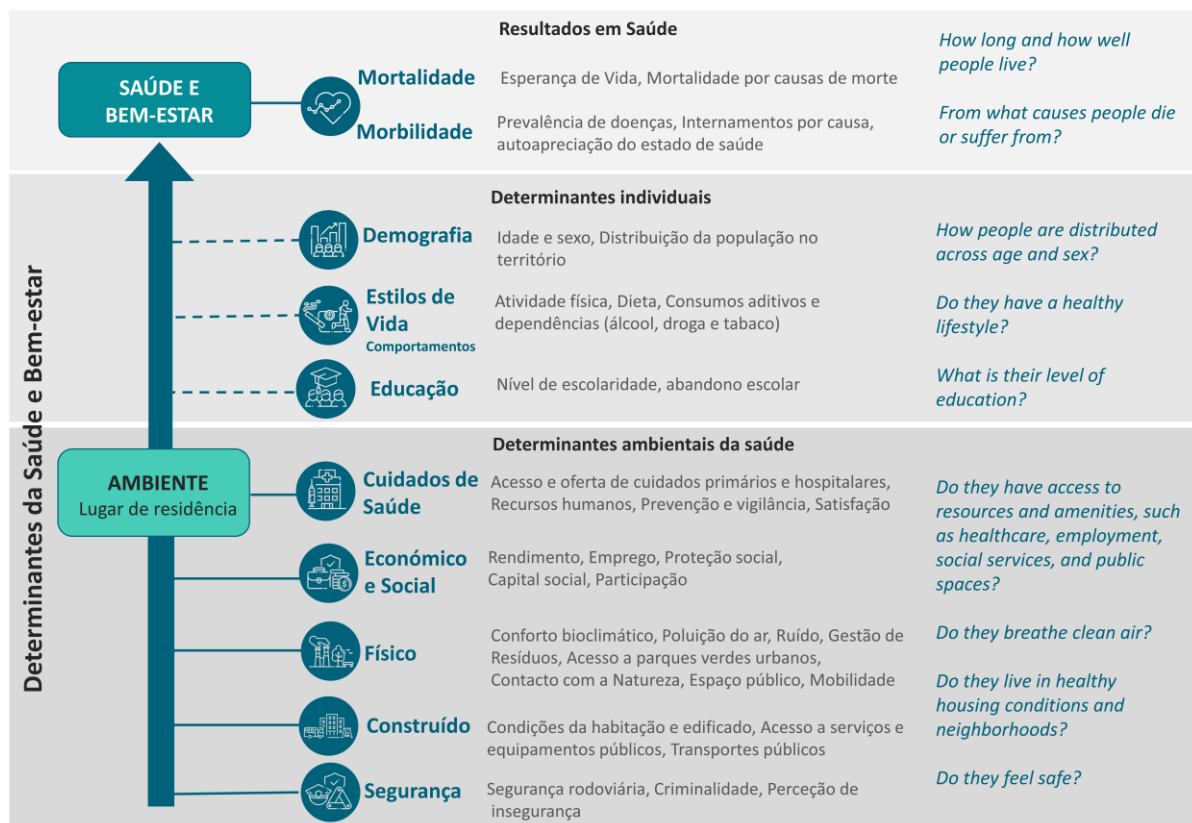 Resultados em Saúde
SAÚDE E
BEM-ESTAR
Mortalidade
Esperança de Vida, Mortalidade por causas de morte
How long and how well
people live?
Morbilidade
Prevalência de doenças, Internamentos por causa,
autoapreciação do estado de saúde
From what causes people die
or suffer from?
Determinantes da Saúde e Bem-estar
Determinantes individuais
Demografia
Idade e sexo, Distribuição da população no
território
How people are distributed
across age and sex?
Estilos de
Vida
Comportamentos
Atividade física, Dieta, Consumos aditivos e
dependências (álcool, droga e tabaco)
Do they have a healthy
lifestyle?
Educação
Nível de escolaridade, abandono escolar
What is their level of
education?
Determinantes ambientais da saúde
AMBIENTE
Lugar de residência
Cuidados de
Saúde
Acesso e oferta de cuidados primários e hospitalares,
Recursos humanos, Prevenção e vigilância, Satisfação
Do they have access to
resources and amenities, such
as healthcare, employment,
social services, and public
spaces?
Económico
e Social
Rendimento, Emprego, Proteção social,
Capital social, Participação
Físico
Conforto bioclimático, Poluição do ar, Ruído, Gestão de
Resíduos, Acesso a parques verdes urbanos,
Contacto com a Natureza, Espaço público, Mobilidade
Do they breathe clean air?
Do they live in healthy
housing conditions and
neighborhoods?
Construído
Condições da habitação e edificado, Acesso a serviços e
equipamentos públicos, Transportes públicos
Segurança
Segurança rodoviária, Criminalidade, Perceção de
insegurança
Do they feel safe?